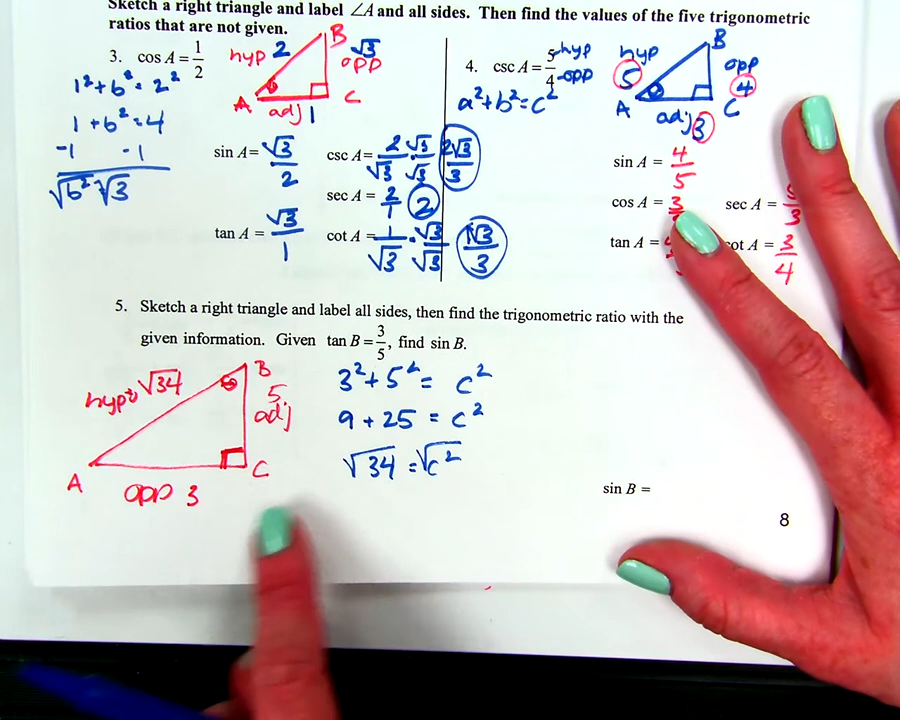 Sketch a right triangle and label ∠A and all sides. Then find the values of the five trigonometric
ratios that are not given.
3. cos A = 1/2
1² + b² = 2²
1 + b² = 4
-1 -1
√b² √3
hyp 2
B
√3
opp
A
adj 1
C
sin A = √3/2
csc A = 2/√3 · √3/√3 2√3/3
sec A = 2/1 2
tan A = √3/1
cot A = 1/√3 · √3/√3 1√3/3
4. csc A = 5/4 -hyp -opp
a² + b² = c²
hyp
5
B
opp
4
A
adj 3
C
sin A = 4/5
cos A = 3
sec A = 5/3
tan A =
cot A = 3/4
5. Sketch a right triangle and label all sides, then find the trigonometric ratio with the
given information. Given tan B = 3/5, find sin B.
hyp √34
B
5
adj
A
opp 3
C
3² + 5² = c²
9 + 25 = c²
√34 = √c²
sin B =
8